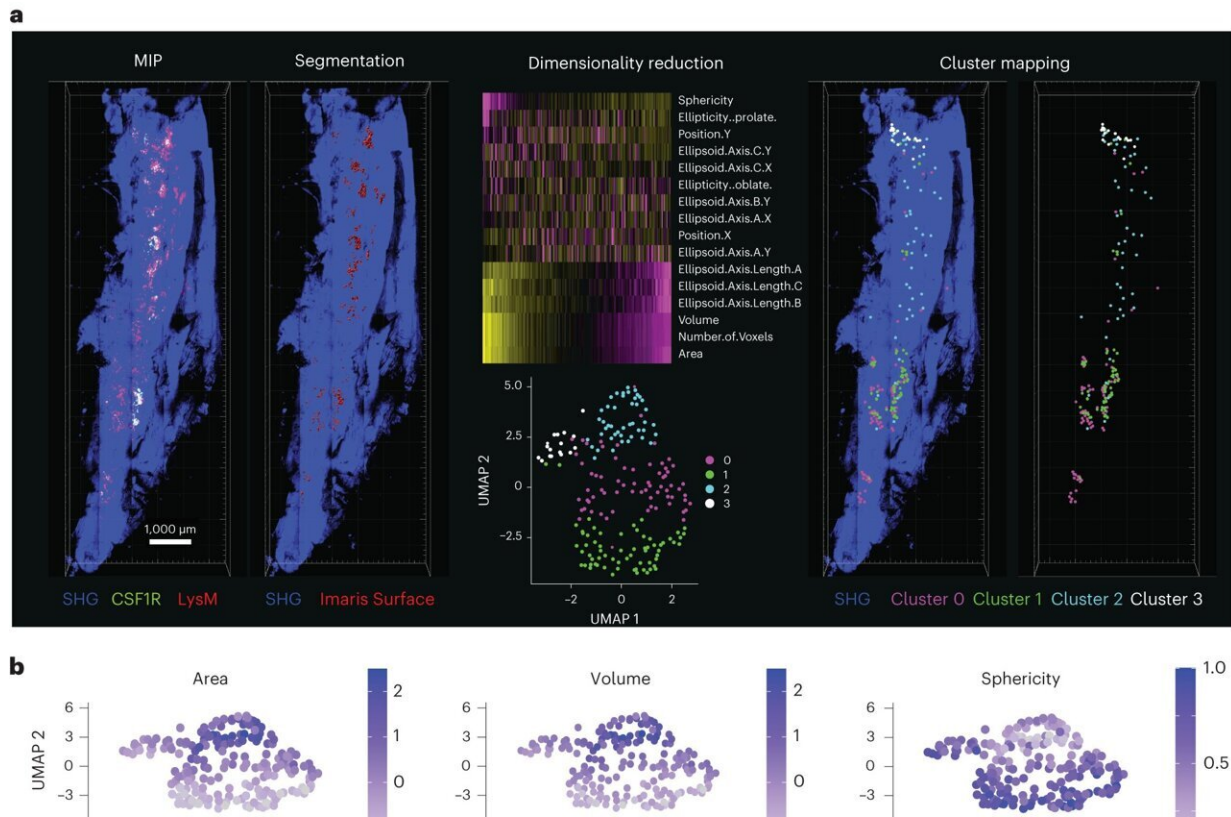 a
MIP
Segmentation
Dimensionality reduction
Cluster mapping
Sphericity
Ellipticity..prolate.
Position.Y
Ellipsoid.Axis.C.Y
Ellipsoid.Axis.C.X
Ellipticity..oblate.
Ellipsoid.Axis.B.Y
Ellipsoid.Axis.A.X
Position.X
Ellipsoid.Axis.A.Y
Ellipsoid.Axis.Length.A
Ellipsoid.Axis.Length.C
Ellipsoid.Axis.Length.B
Volume
Number.of.Voxels
Area
5.0
2.5
0
−2.5
UMAP 2
−2
0
2
UMAP 1
0
1
2
3
1,000 µm
SHG CSF1R LysM
SHG Imaris Surface
SHG Cluster 0 Cluster 1 Cluster 2 Cluster 3
b
Area
UMAP 2
6
3
0
−3
2
1
0
Volume
6
3
0
−3
2
1
0
Sphericity
6
3
0
−3
1.0
0.5